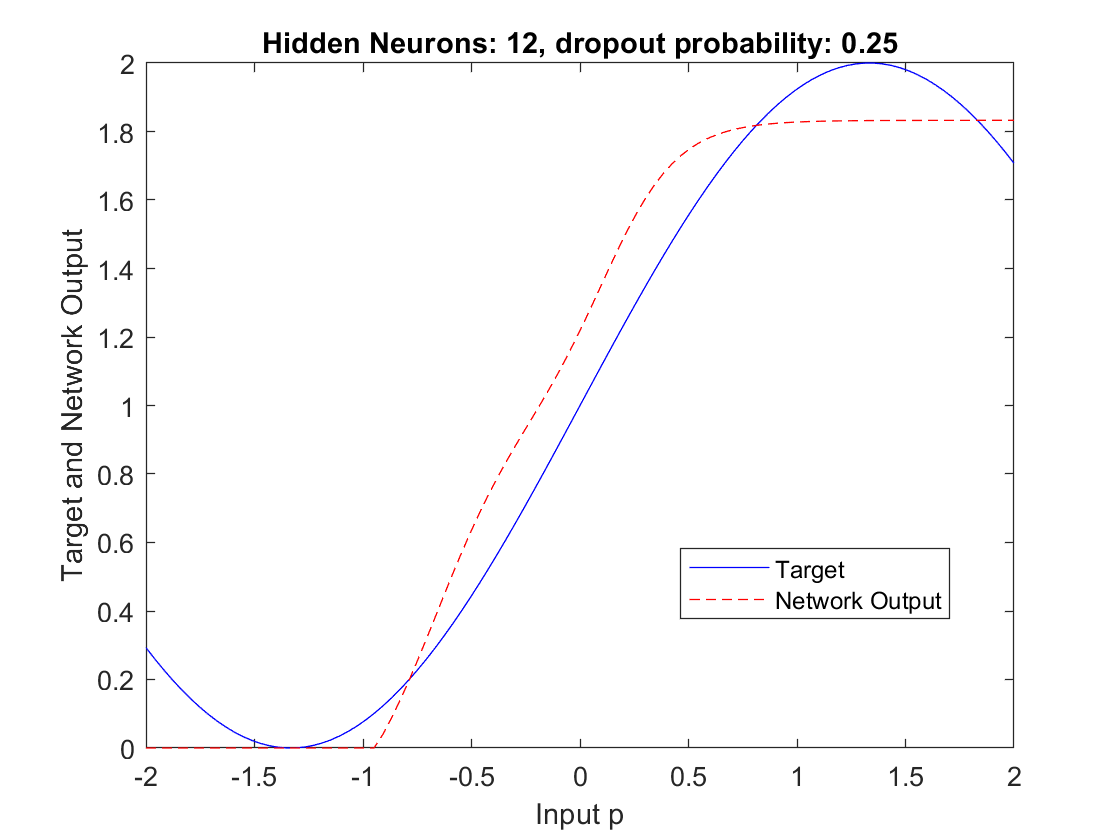 Hidden Neurons: 12, dropout probability: 0.25
Target and Network Output
2
1.8
1.6
1.4
1.2
1
0.8
0.6
0.4
0.2
0
Target
Network Output
-2 -1.5 -1 -0.5 0 0.5 1 1.5 2
Input p